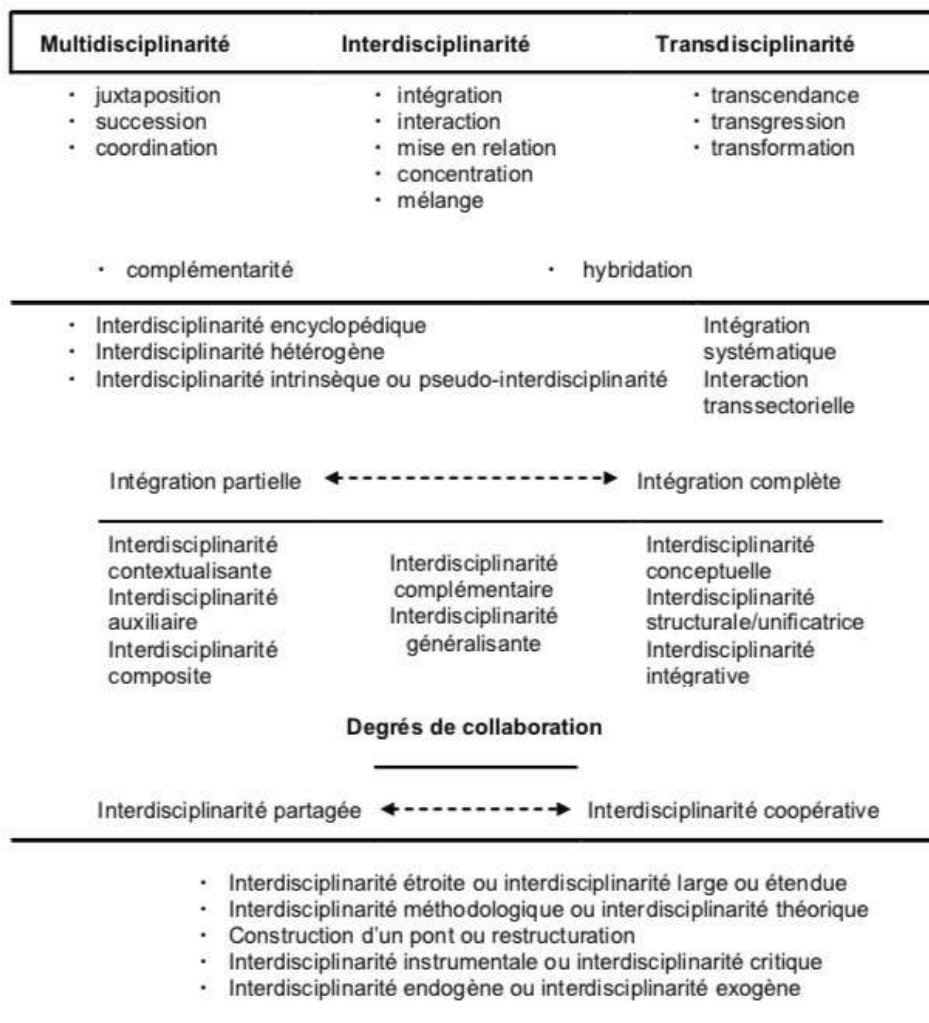 Multidisciplinarité Interdisciplinarité Transdisciplinarité
· juxtaposition · intégration · transcendance
· succession · interaction · transgression
· coordination · mise en relation · transformation
· concentration
· mélange
· complémentarité · hybridation
· Interdisciplinarité encyclopédique Intégration
· Interdisciplinarité hétérogène systématique
· Interdisciplinarité intrinsèque ou pseudo-interdisciplinarité Interaction
transsectorielle
Intégration partielle Intégration complète
Interdisciplinarité
contextualisante
Interdisciplinarité
auxiliaire
Interdisciplinarité
composite
Interdisciplinarité
complémentaire
Interdisciplinarité
généralisante
Interdisciplinarité
conceptuelle
Interdisciplinarité
structurale/unificatrice
Interdisciplinarité
intégrative
Degrés de collaboration
Interdisciplinarité partagée Interdisciplinarité coopérative
· Interdisciplinarité étroite ou interdisciplinarité large ou étendue
· Interdisciplinarité méthodologique ou interdisciplinarité théorique
· Construction d'un pont ou restructuration
· Interdisciplinarité instrumentale ou interdisciplinarité critique
· Interdisciplinarité endogène ou interdisciplinarité exogène